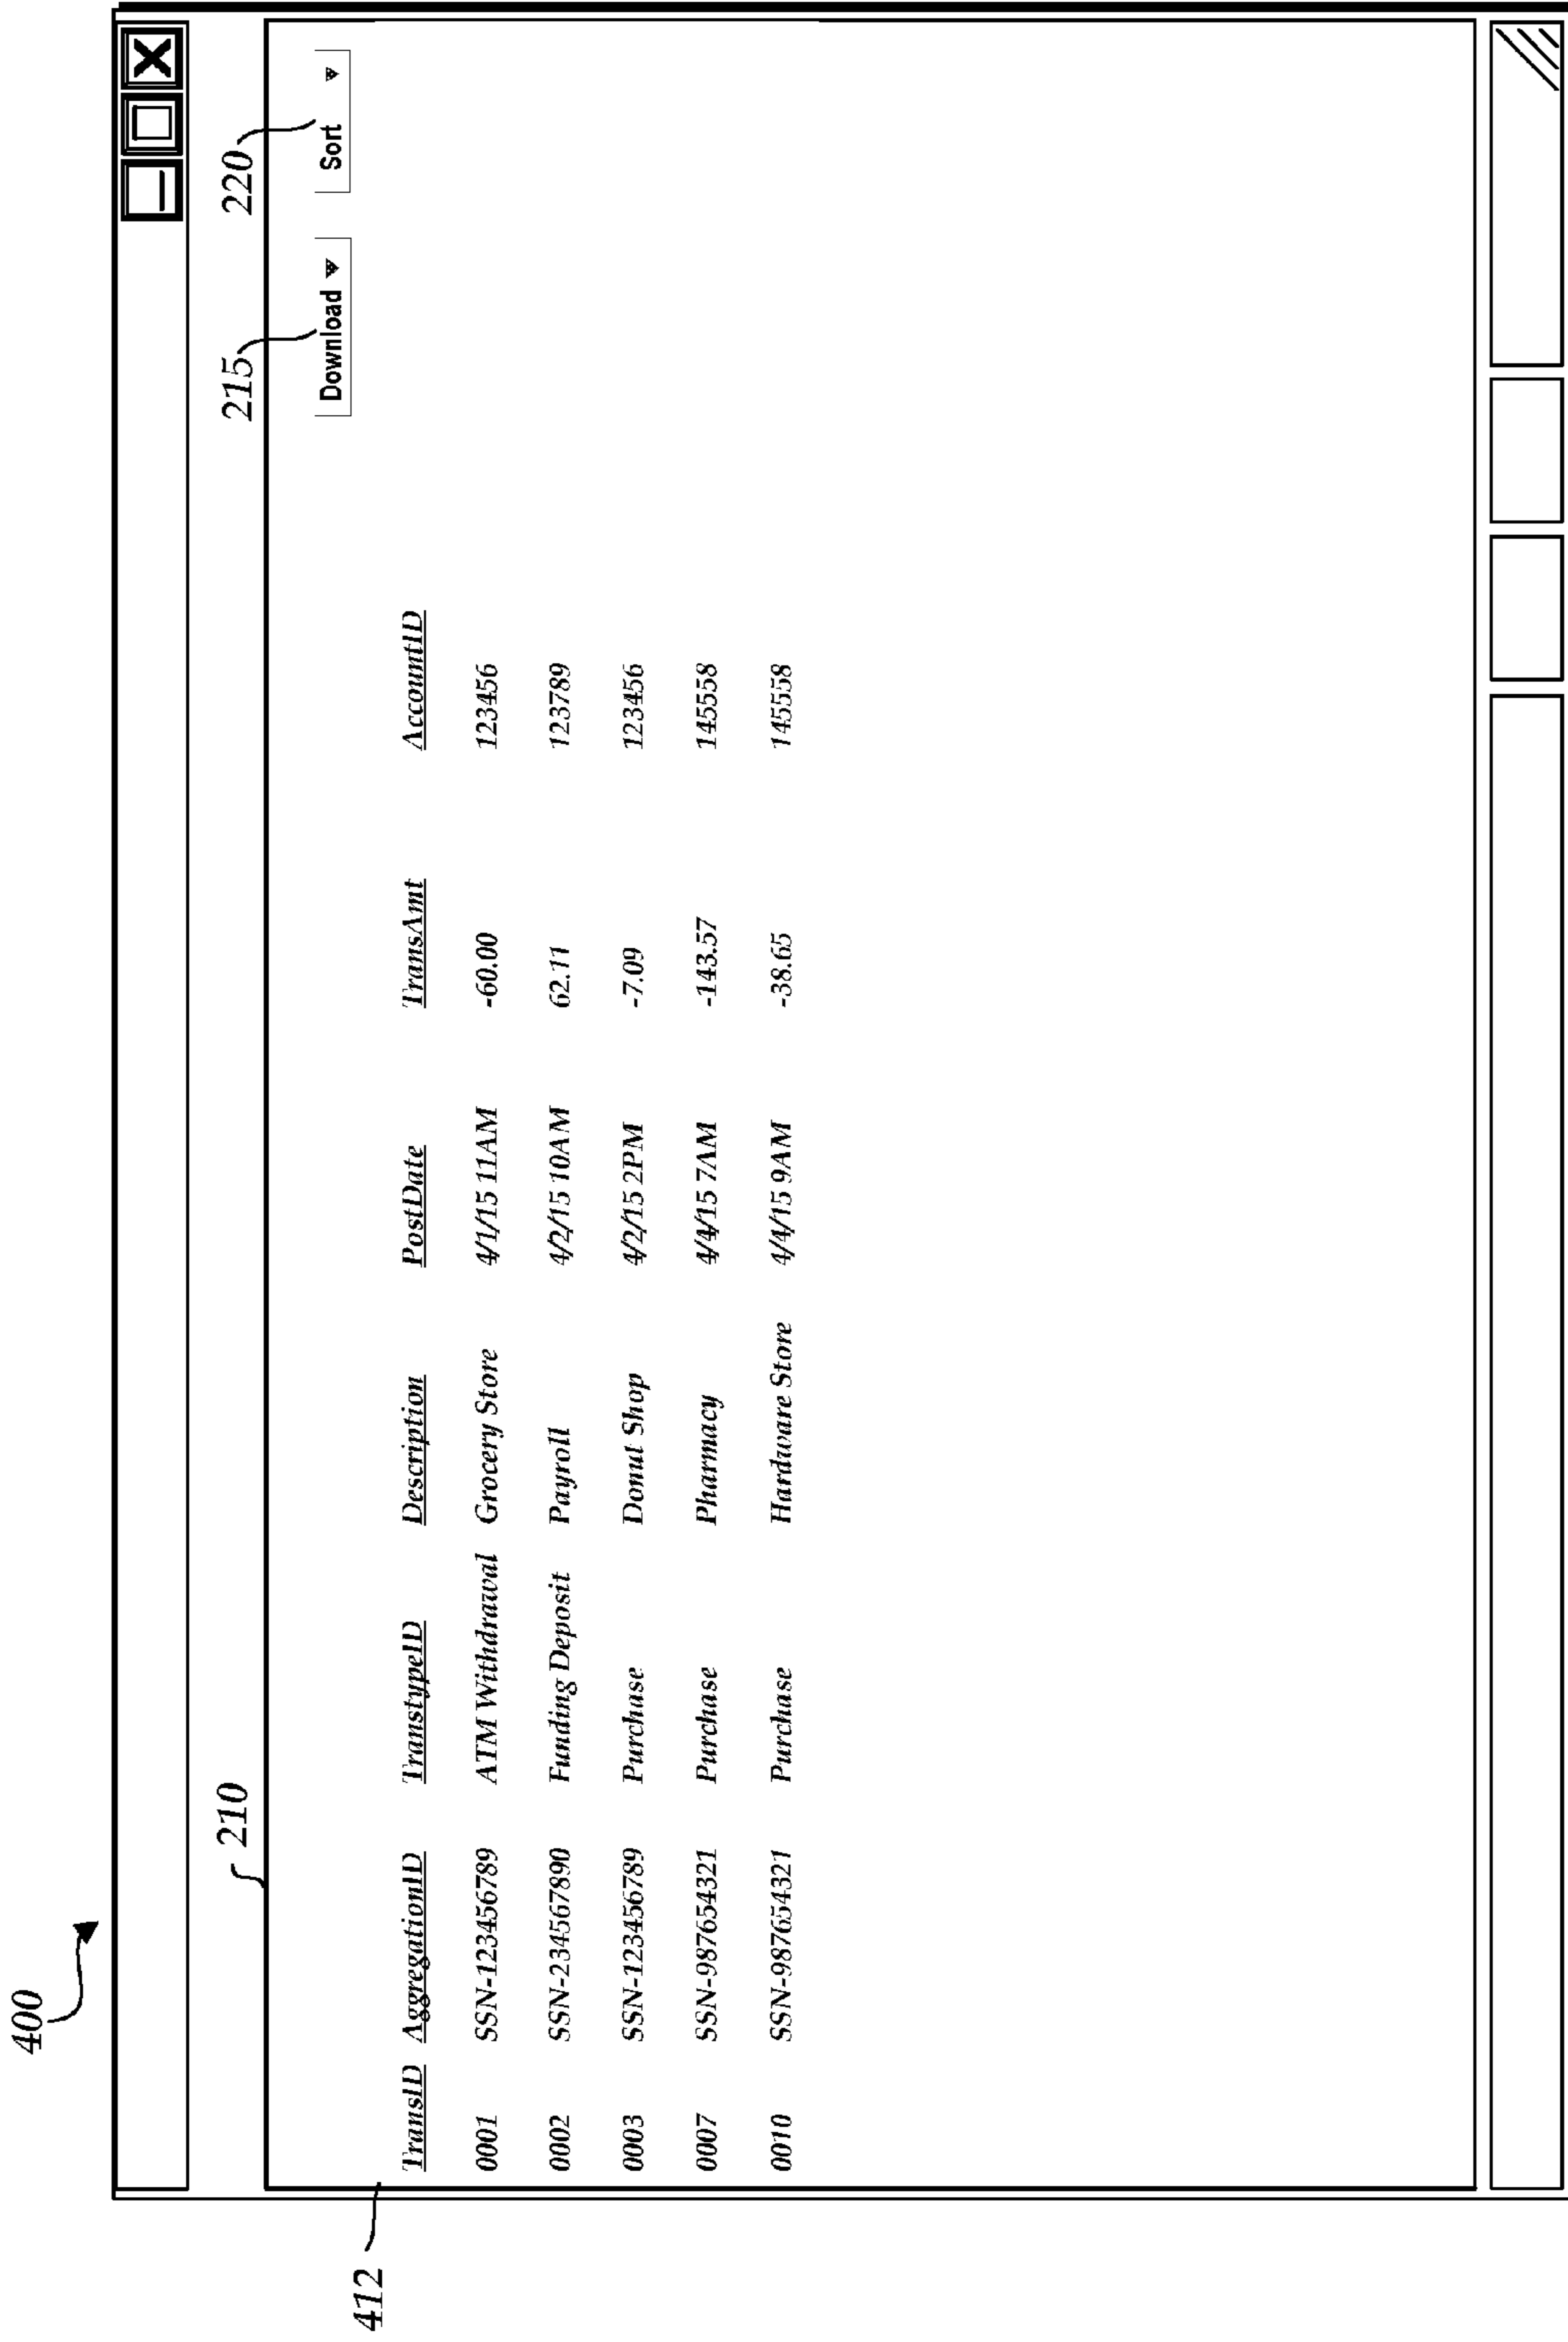 400
210
215
220
Download
Sort
412
TransID AggregationID TranstypeID Description PostDate TransAmt AccountID
0001 SSN-123456789 ATM Withdrawal Grocery Store 4/1/15 11AM -60.00 123456
0002 SSN-234567890 Funding Deposit Payroll 4/2/15 10AM 62.11 123789
0003 SSN-123456789 Purchase Donut Shop 4/2/15 2PM -7.09 123456
0007 SSN-987654321 Purchase Pharmacy 4/4/15 7AM -143.57 145558
0010 SSN-987654321 Purchase Hardware Store 4/4/15 9AM -38.65 145558